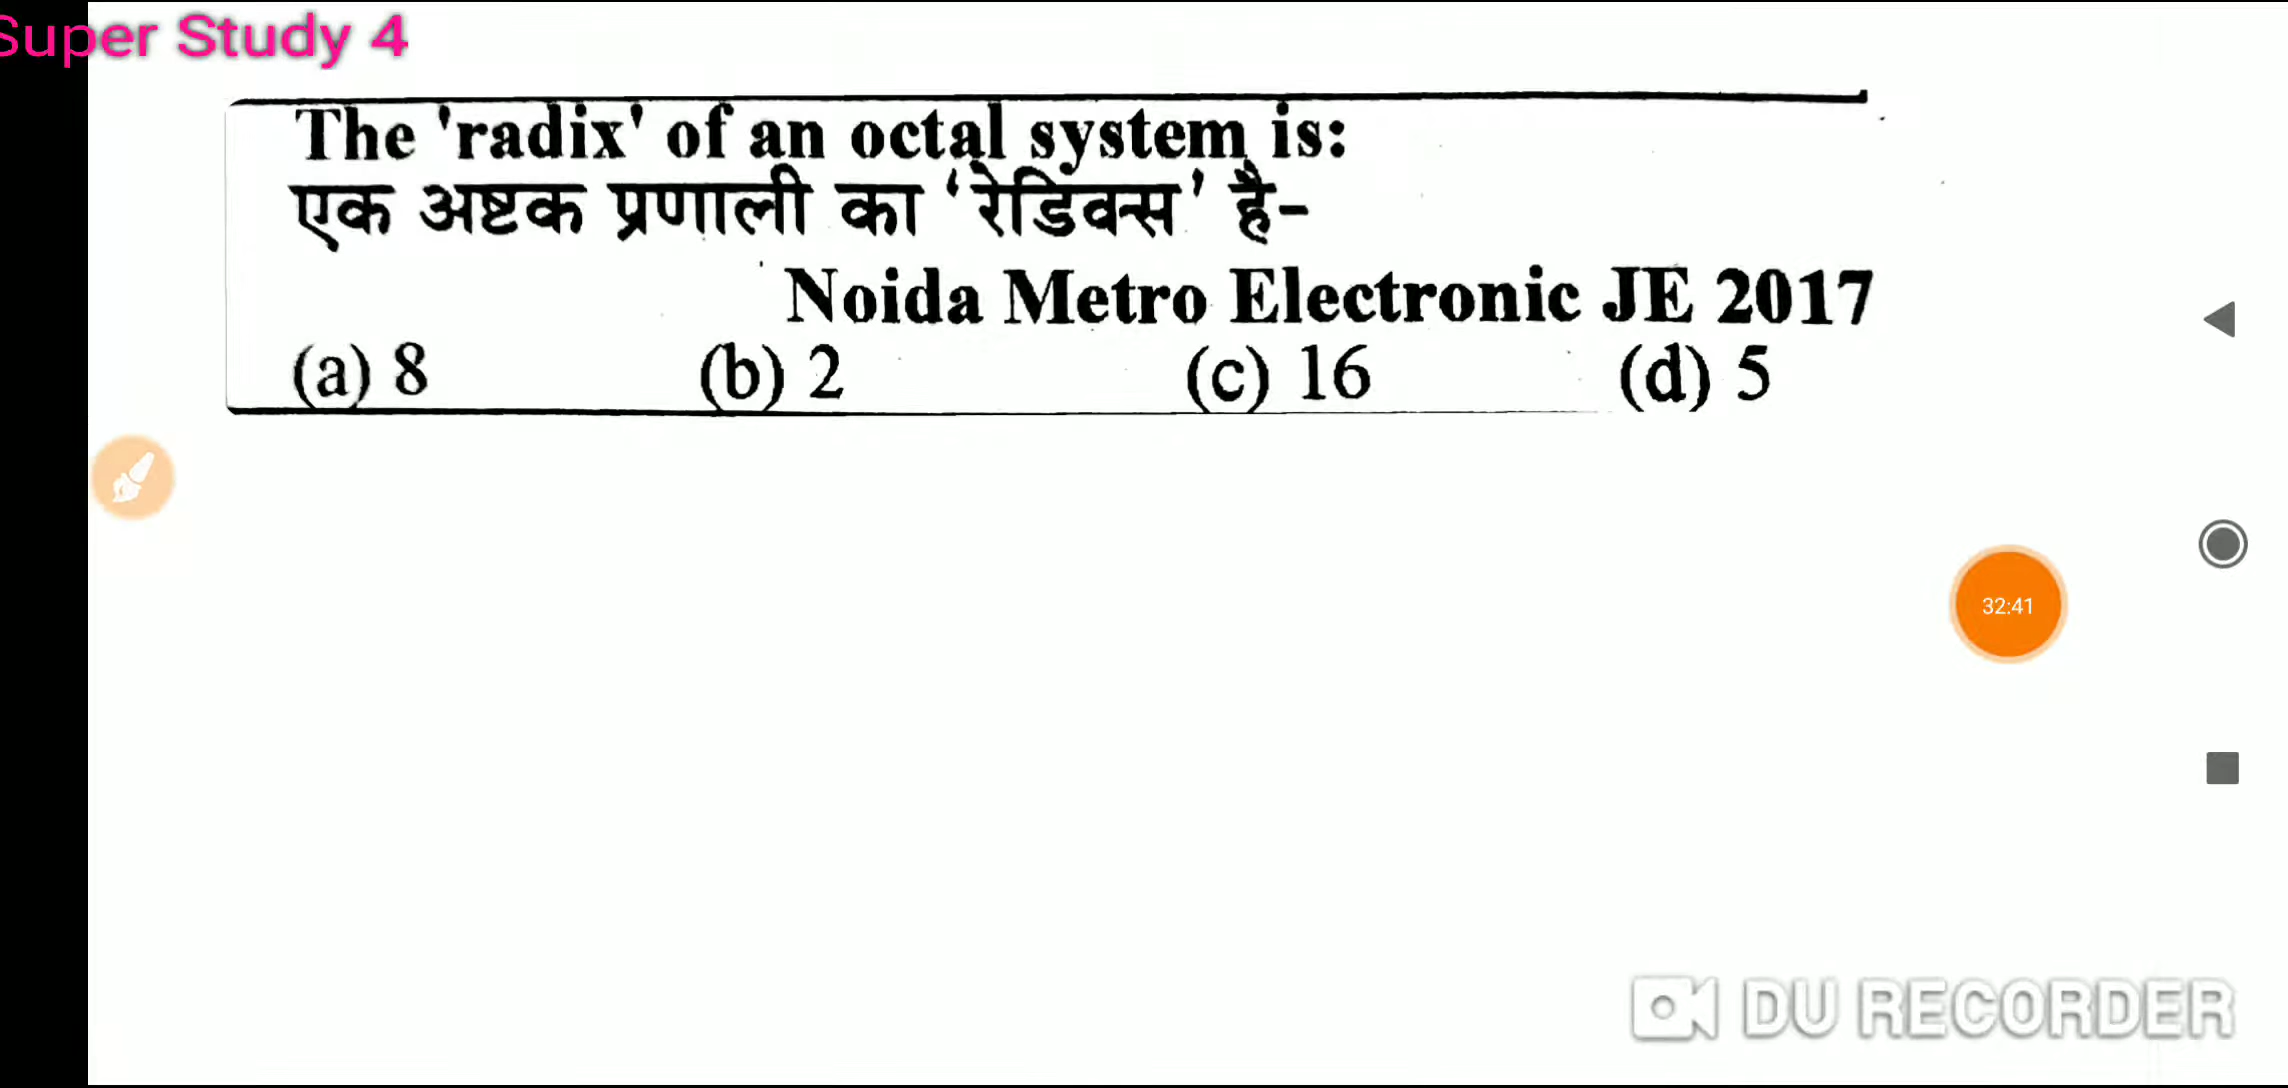 Super Study 4
The 'radix' of an octal system is:
एक अष्टक प्रणाली का ‘रेडिक्स’ है-
Noida Metro Electronic JE 2017
(a) 8 (b) 2 (c) 16 (d) 5
32:41
DU RECORDER